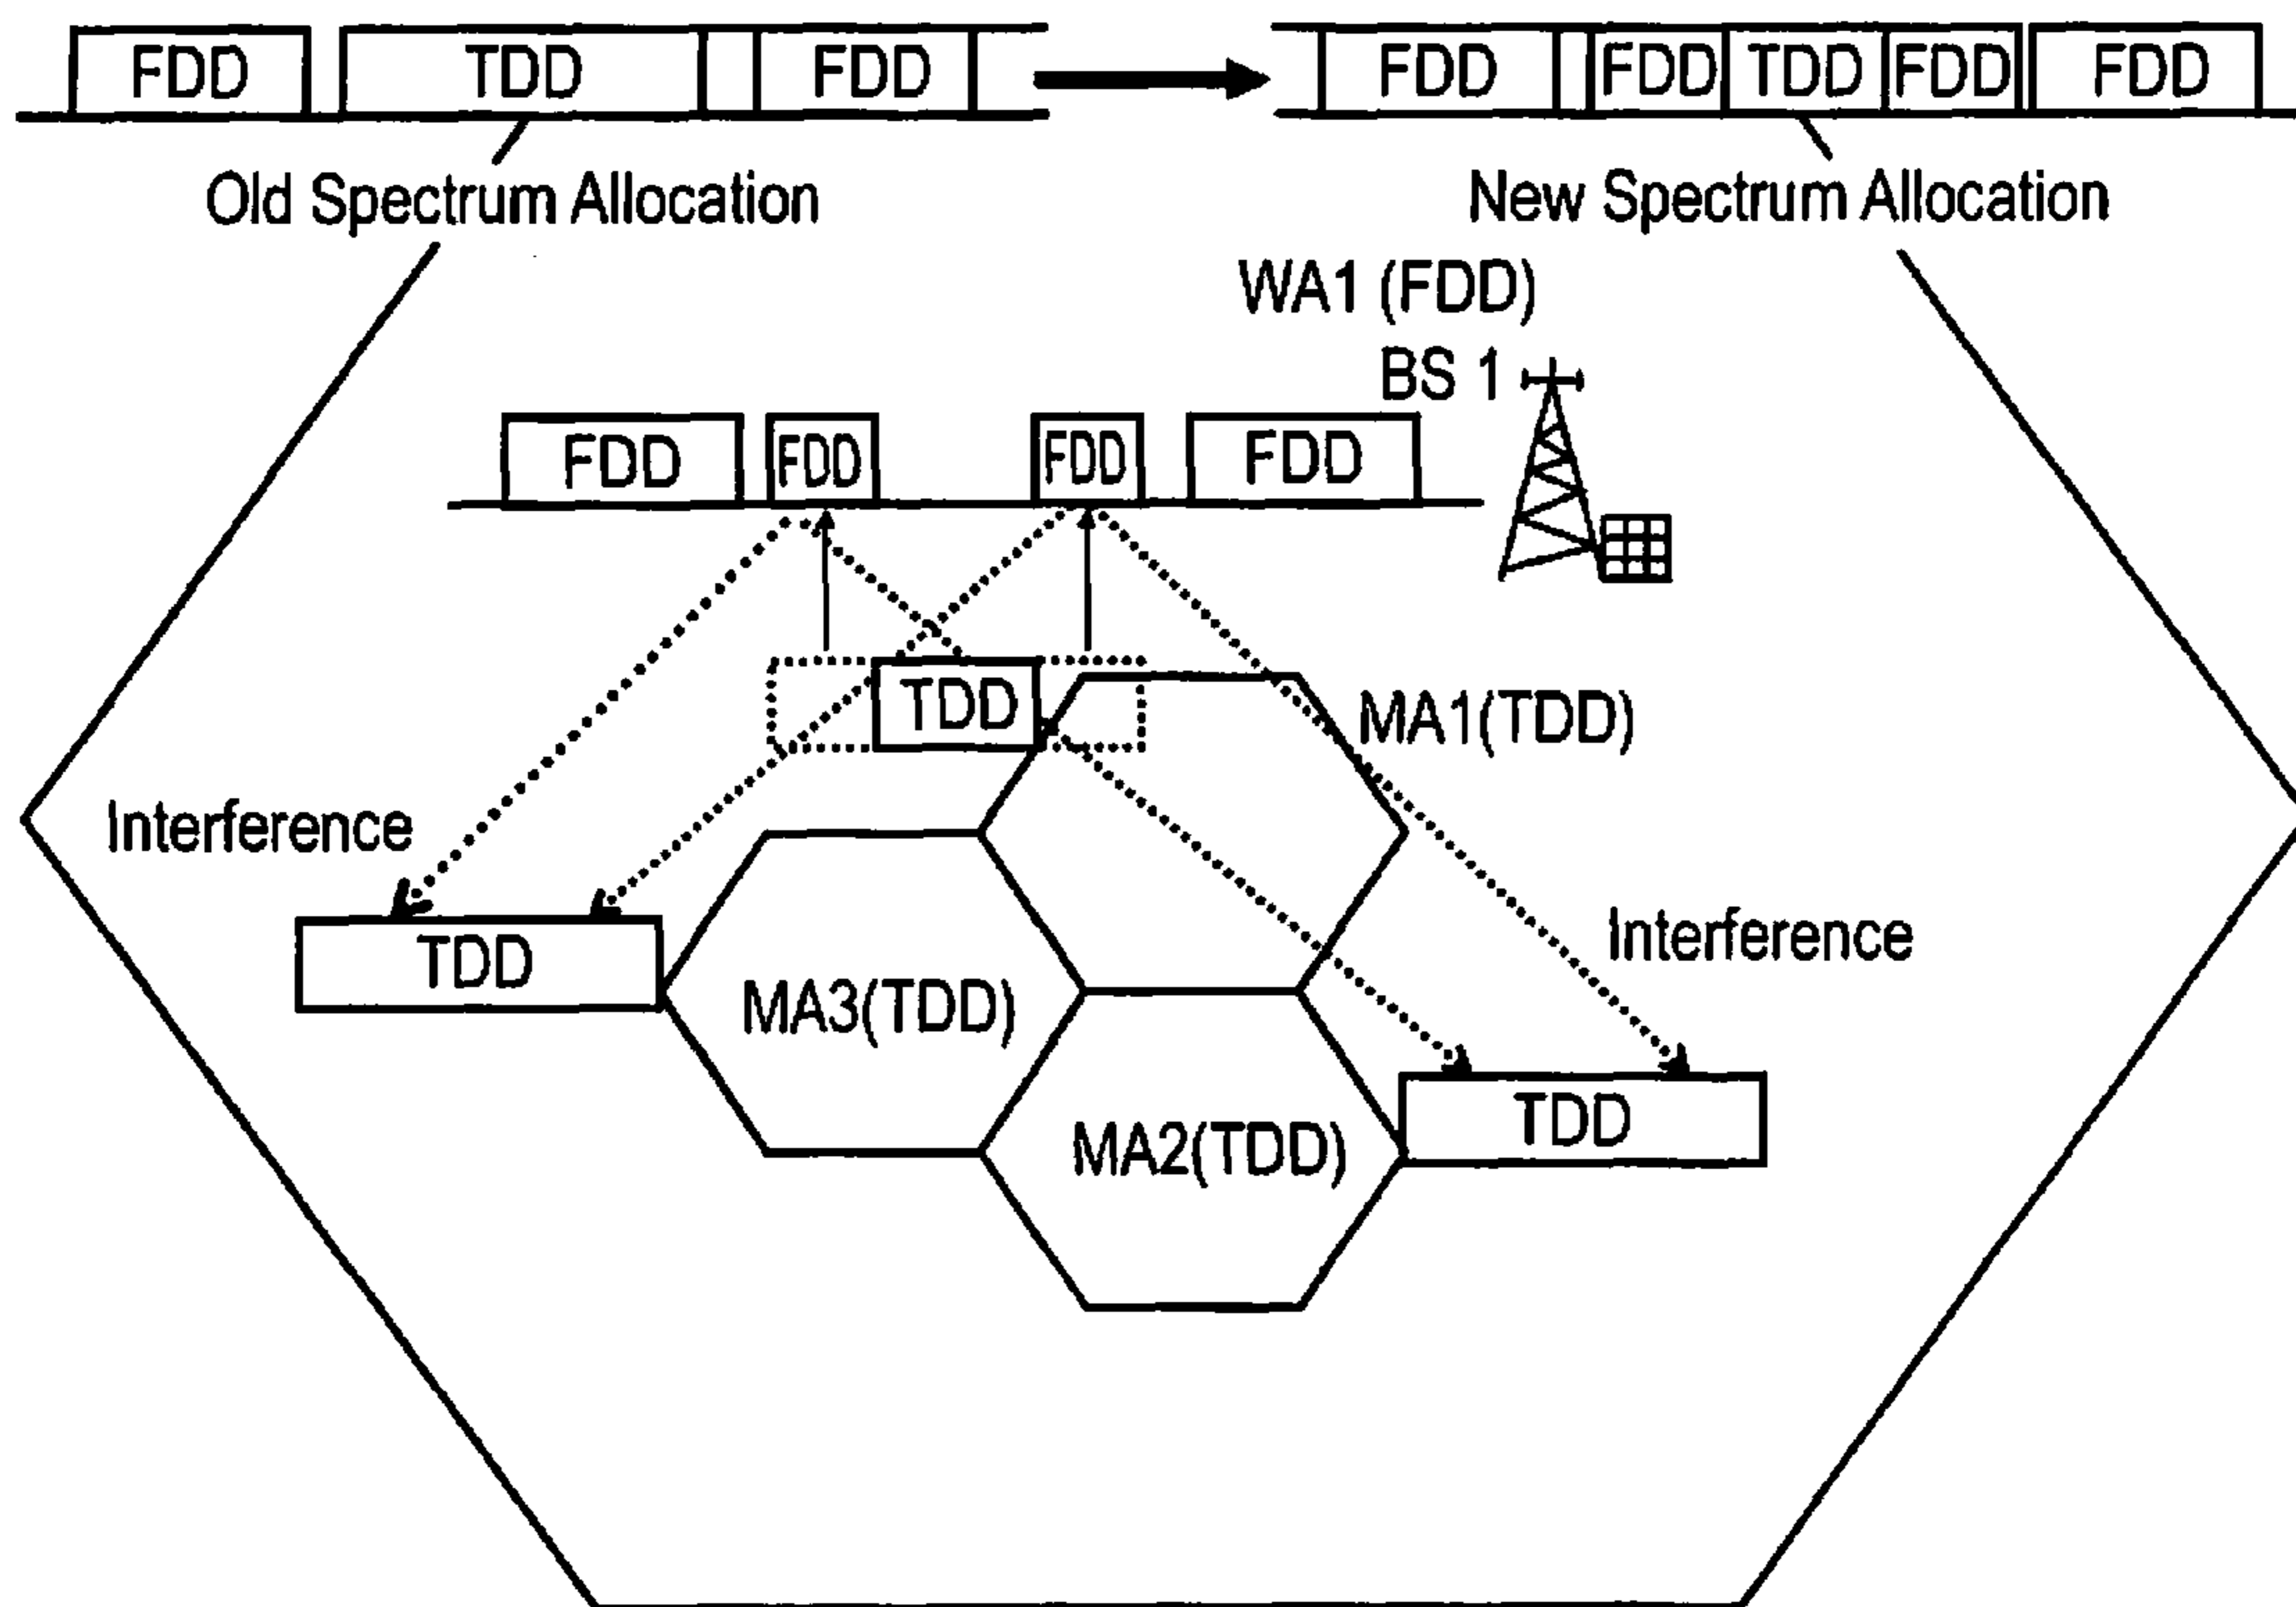 FDD TDD FDD FDD FDD TDD FDD FDD
Old Spectrum Allocation New Spectrum Allocation
WA1 (FDD)
BS 1
FDD FDD FDD FDD
TDD MA1(TDD)
Interference
Interference
TDD
MA3(TDD)
TDD
MA2(TDD)